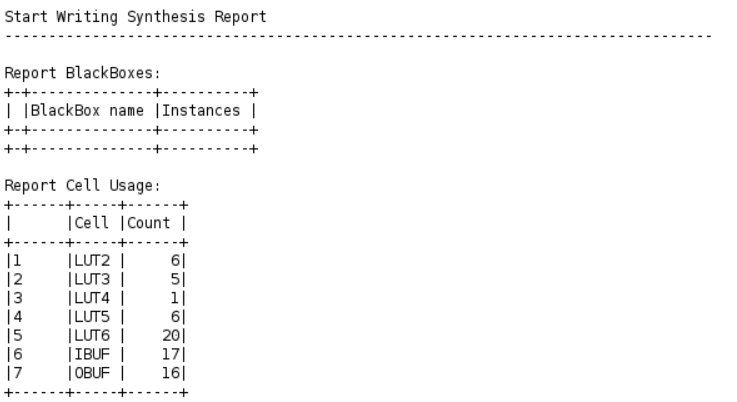 Start Writing Synthesis Report
---------------------------------------------------------------------------------
Report BlackBoxes:
+-+--------------+----------+
| |BlackBox name |Instances |
+-+--------------+----------+
+-+--------------+----------+
Report Cell Usage:
+------+-----+------+
|      |Cell |Count |
+------+-----+------+
|1     |LUT2 |     6|
|2     |LUT3 |     5|
|3     |LUT4 |     1|
|4     |LUT5 |     6|
|5     |LUT6 |    20|
|6     |IBUF |    17|
|7     |OBUF |    16|
+------+-----+------+